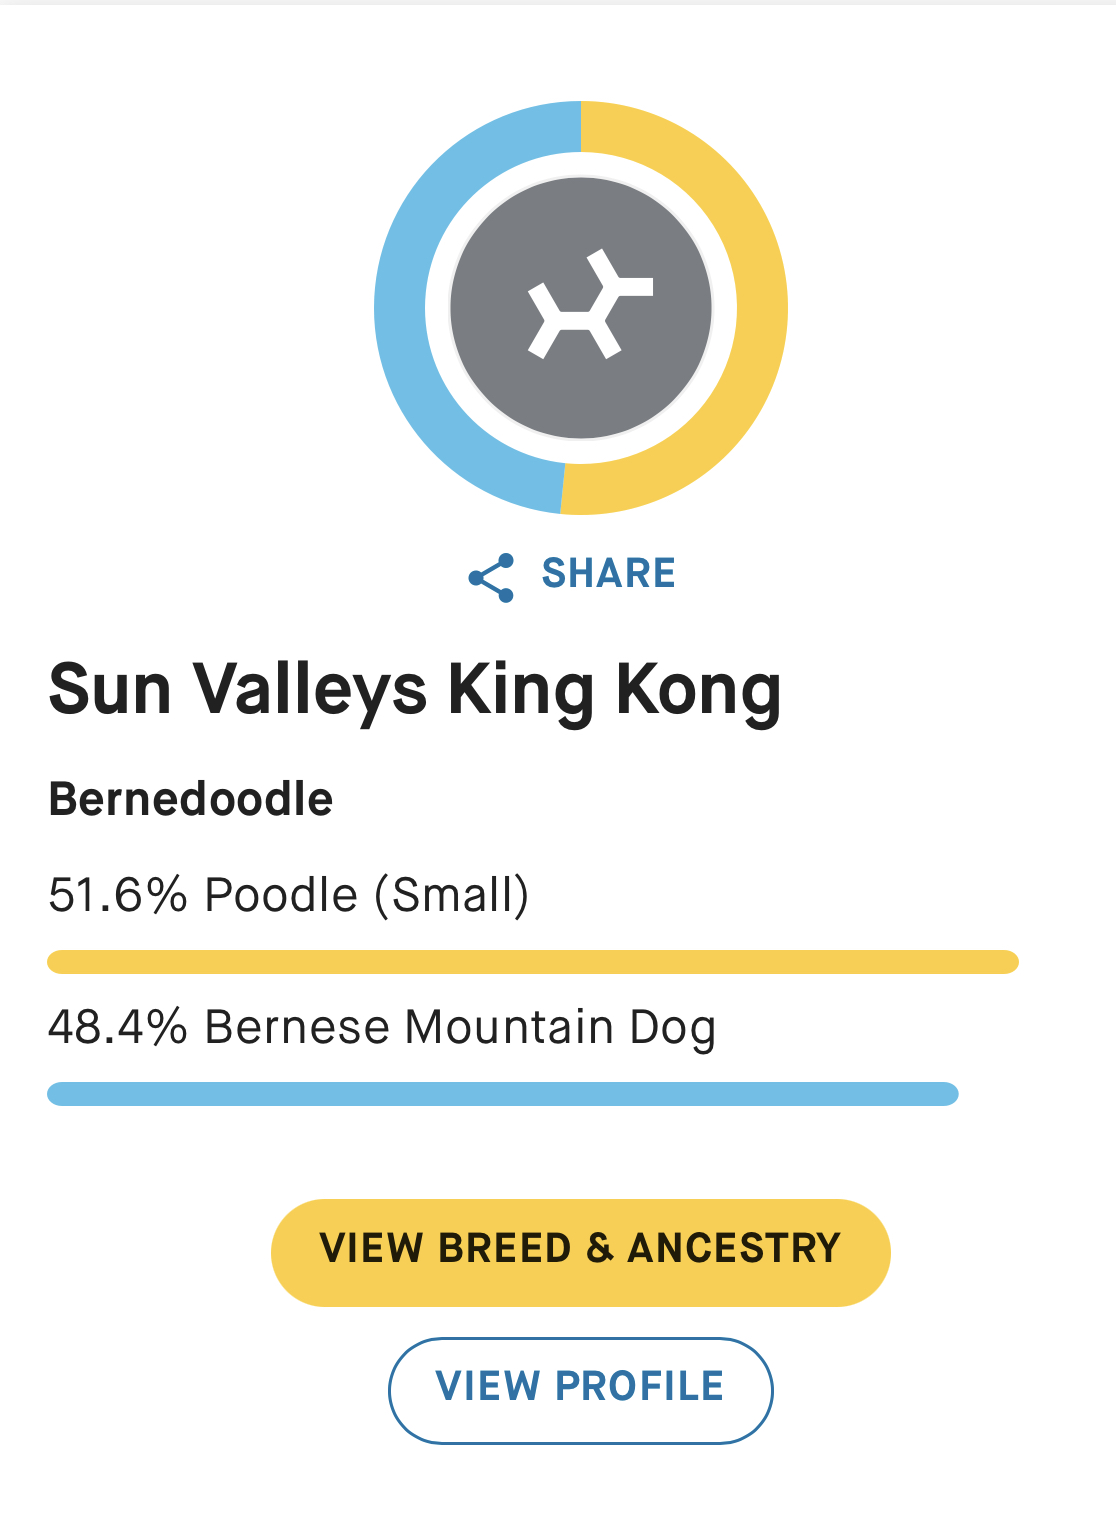 SHARE
Sun Valleys King Kong
Bernedoodle
51.6% Poodle (Small)
48.4% Bernese Mountain Dog
VIEW BREED & ANCESTRY
VIEW PROFILE